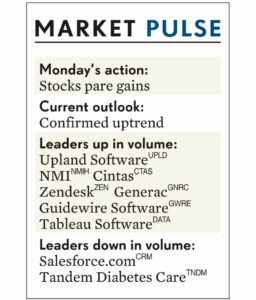 MARKET PULSE
Monday's action:
Stocks pare gains
Current outlook:
Confirmed uptrend
Leaders up in volume:
Upland Software UPLD
NMI NMIH Cintas CTAS
Zendesk ZEN Generac GNRC
Guidewire Software GWRE
Tableau Software DATA
Leaders down in volume:
Salesforce.com CRM
Tandem Diabetes Care TNDM